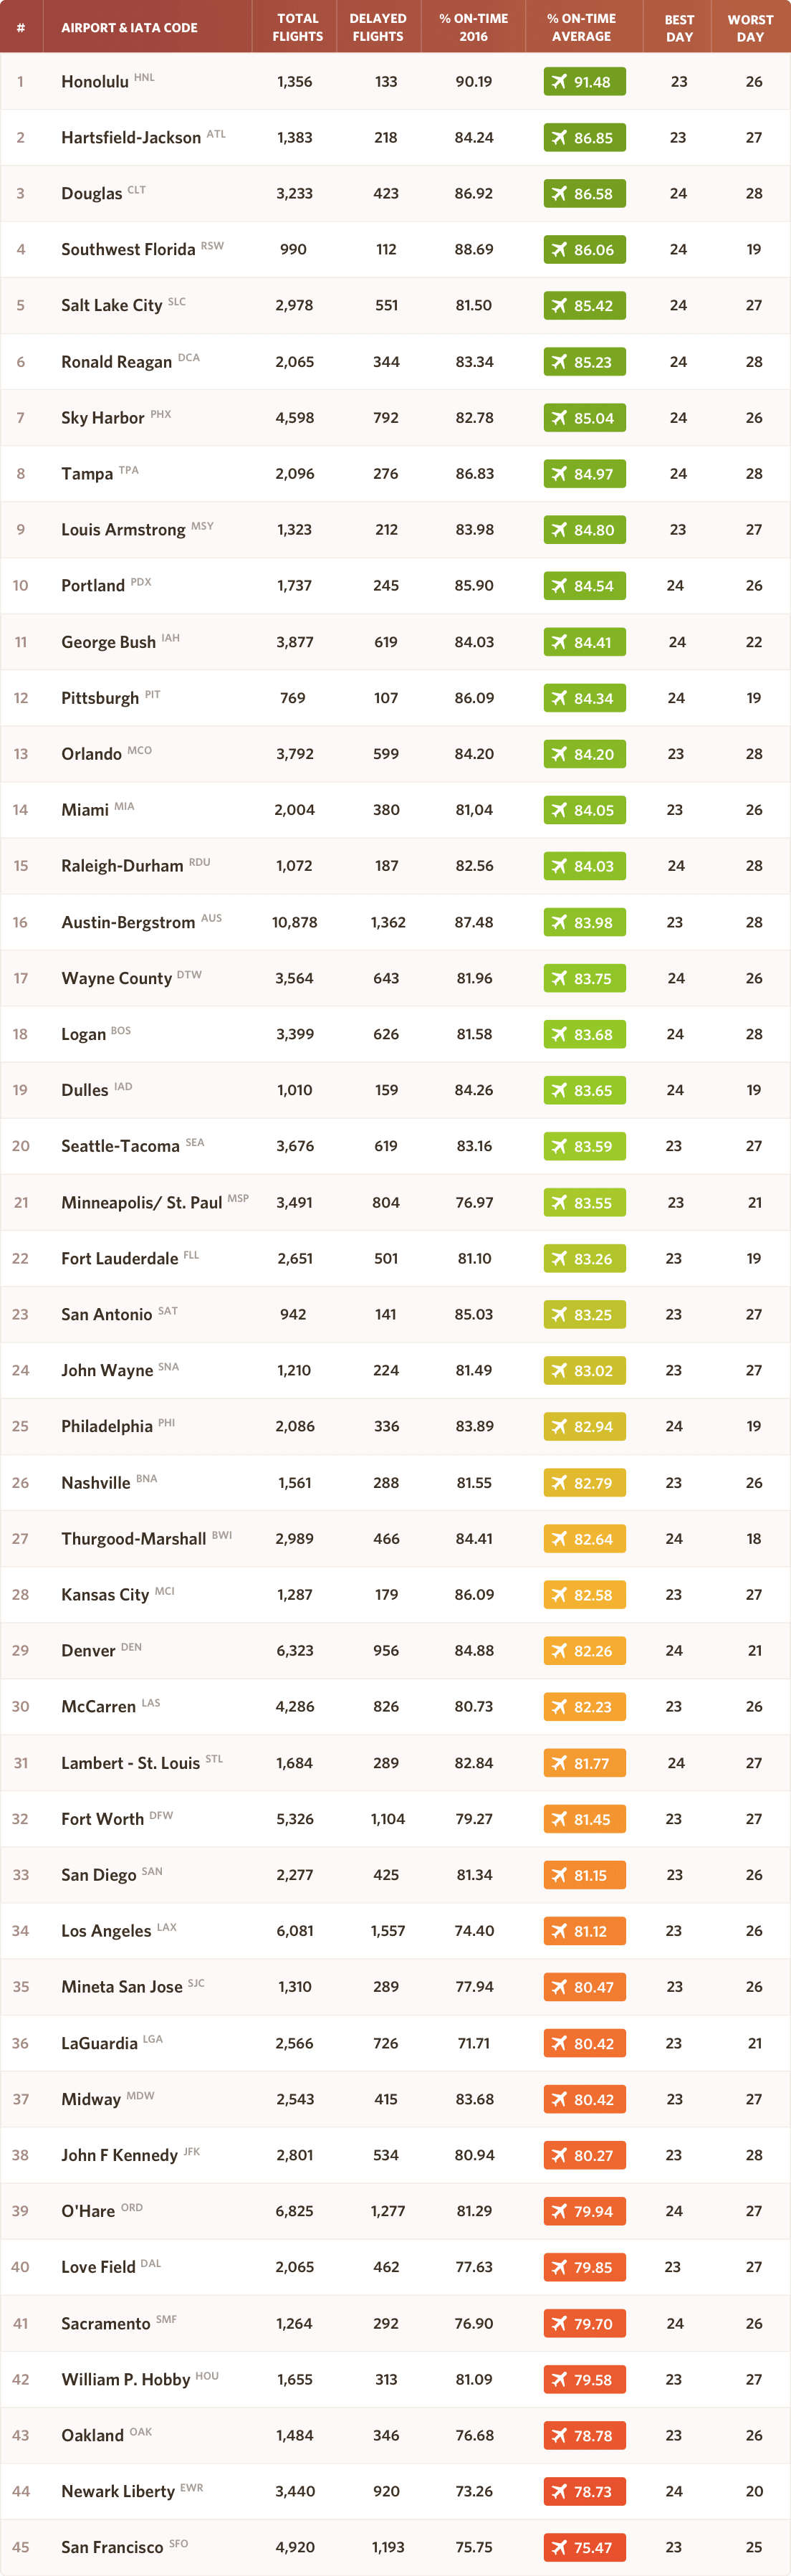 # AIRPORT & IATA CODE TOTAL FLIGHTS DELAYED FLIGHTS % ON-TIME 2016 % ON-TIME AVERAGE BEST DAY WORST DAY
1 Honolulu HNL 1,356 133 90.19 91.48 23 26
2 Hartsfield-Jackson ATL 1,383 218 84.24 86.85 23 27
3 Douglas CLT 3,233 423 86.92 86.58 24 28
4 Southwest Florida RSW 990 112 88.69 86.06 24 19
5 Salt Lake City SLC 2,978 551 81.50 85.42 24 27
6 Ronald Reagan DCA 2,065 344 83.34 85.23 24 28
7 Sky Harbor PHX 4,598 792 82.78 85.04 24 26
8 Tampa TPA 2,096 276 86.83 84.97 24 28
9 Louis Armstrong MSY 1,323 212 83.98 84.80 23 27
10 Portland PDX 1,737 245 85.90 84.54 24 26
11 George Bush IAH 3,877 619 84.03 84.41 24 22
12 Pittsburgh PIT 769 107 86.09 84.34 24 19
13 Orlando MCO 3,792 599 84.20 84.20 23 28
14 Miami MIA 2,004 380 81,04 84.05 23 26
15 Raleigh-Durham RDU 1,072 187 82.56 84.03 24 28
16 Austin-Bergstrom AUS 10,878 1,362 87.48 83.98 23 28
17 Wayne County DTW 3,564 643 81.96 83.75 24 26
18 Logan BOS 3,399 626 81.58 83.68 24 28
19 Dulles IAD 1,010 159 84.26 83.65 24 19
20 Seattle-Tacoma SEA 3,676 619 83.16 83.59 23 27
21 Minneapolis/ St. Paul MSP 3,491 804 76.97 83.55 23 21
22 Fort Lauderdale FLL 2,651 501 81.10 83.26 23 19
23 San Antonio SAT 942 141 85.03 83.25 23 27
24 John Wayne SNA 1,210 224 81.49 83.02 23 27
25 Philadelphia PHI 2,086 336 83.89 82.94 24 19
26 Nashville BNA 1,561 288 81.55 82.79 23 26
27 Thurgood-Marshall BWI 2,989 466 84.41 82.64 24 18
28 Kansas City MCI 1,287 179 86.09 82.58 23 27
29 Denver DEN 6,323 956 84.88 82.26 24 21
30 McCarren LAS 4,286 826 80.73 82.23 23 26
31 Lambert - St. Louis STL 1,684 289 82.84 81.77 24 27
32 Fort Worth DFW 5,326 1,104 79.27 81.45 23 27
33 San Diego SAN 2,277 425 81.34 81.15 23 26
34 Los Angeles LAX 6,081 1,557 74.40 81.12 23 26
35 Mineta San Jose SJC 1,310 289 77.94 80.47 23 26
36 LaGuardia LGA 2,566 726 71.71 80.42 23 21
37 Midway MDW 2,543 415 83.68 80.42 23 27
38 John F Kennedy JFK 2,801 534 80.94 80.27 23 28
39 O'Hare ORD 6,825 1,277 81.29 79.94 24 27
40 Love Field DAL 2,065 462 77.63 79.85 23 27
41 Sacramento SMF 1,264 292 76.90 79.70 24 26
42 William P. Hobby HOU 1,655 313 81.09 79.58 23 27
43 Oakland OAK 1,484 346 76.68 78.78 23 26
44 Newark Liberty EWR 3,440 920 73.26 78.73 24 20
45 San Francisco SFO 4,920 1,193 75.75 75.47 23 25